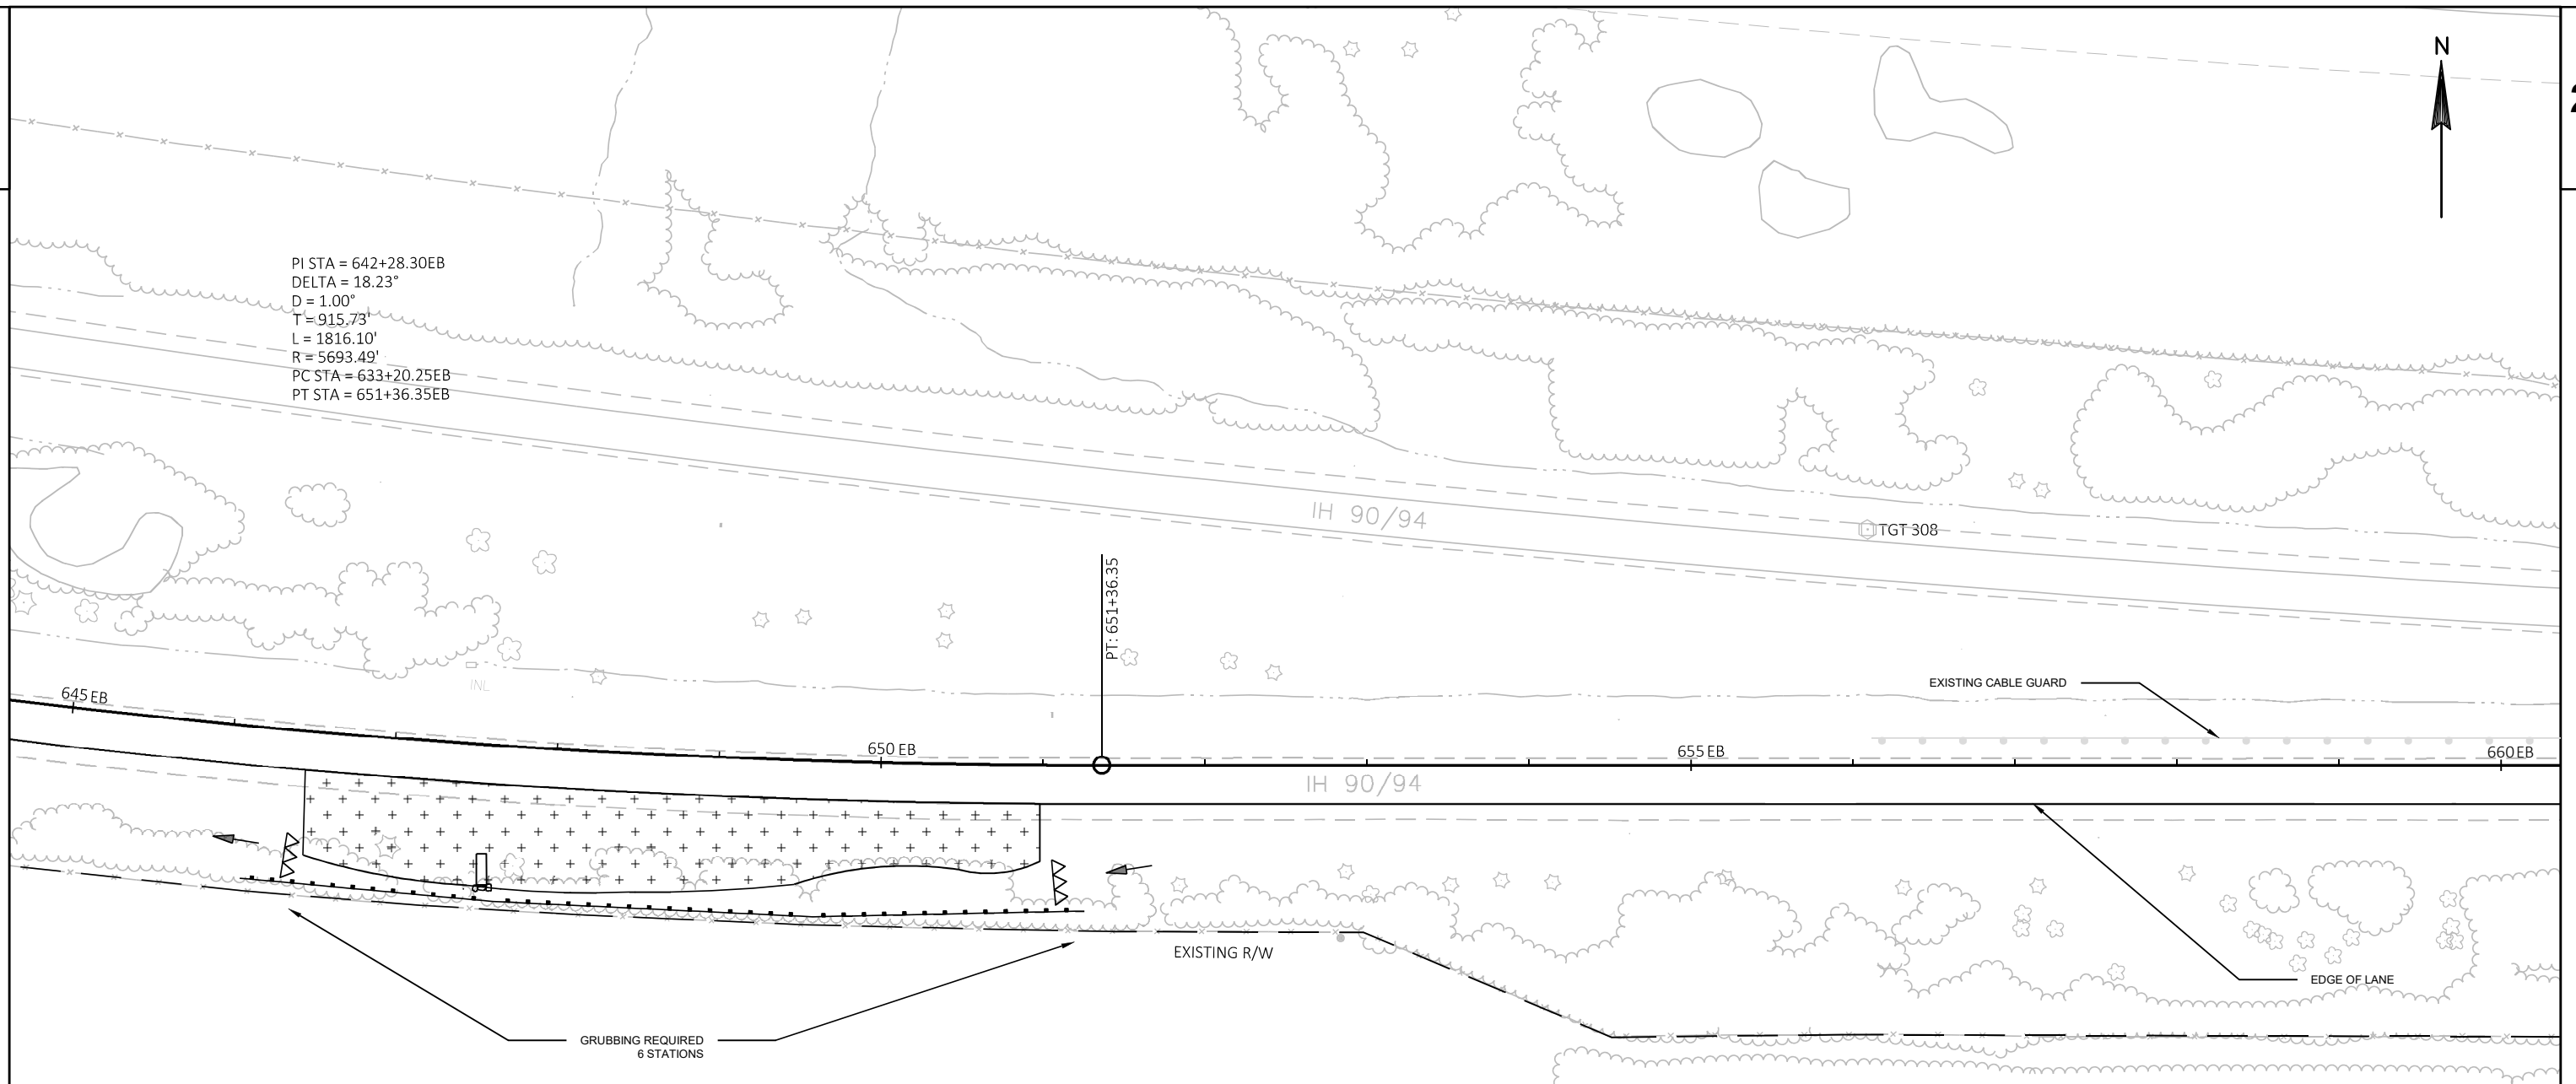 N
PI STA = 642+28.30EB
DELTA = 18.23°
D = 1.00°
T = 915.73'
L = 1816.10'
R = 5693.49'
PC STA = 633+20.25EB
PT STA = 651+36.35EB
IH 90/94
TGT 308
PT: 651+36.35
INL
645 EB
EXISTING CABLE GUARD
650 EB
655 EB
660 EB
IH 90/94
EXISTING R/W
EDGE OF LANE
GRUBBING REQUIRED
6 STATIONS